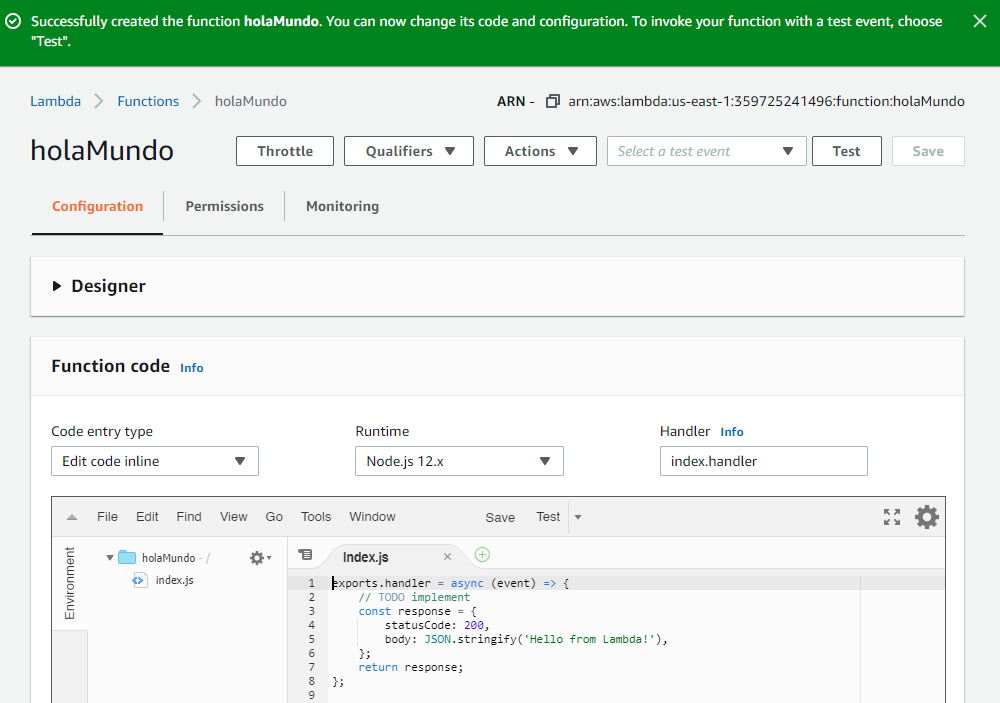 Successfully created the function holaMundo. You can now change its code and configuration. To invoke your function with a test event, choose
"Test".
Lambda Functions holaMundo ARN - arn:aws:lambda:us-east-1:359725241496:function:holaMundo
holaMundo Throttle Qualifiers Actions Select a test event Test Save
Configuration Permissions Monitoring
Designer
Function code Info
Code entry type Runtime Handler Info
Edit code inline Node.js 12.x index.handler
File Edit Find View Go Tools Window Save Test
Environment
holaMundo - /
index.js
index.js
1 exports.handler = async (event) => {
2 // TODO implement
3 const response = {
4 statusCode: 200,
5 body: JSON.stringify('Hello from Lambda!'),
6 };
7 return response;
8 };
9